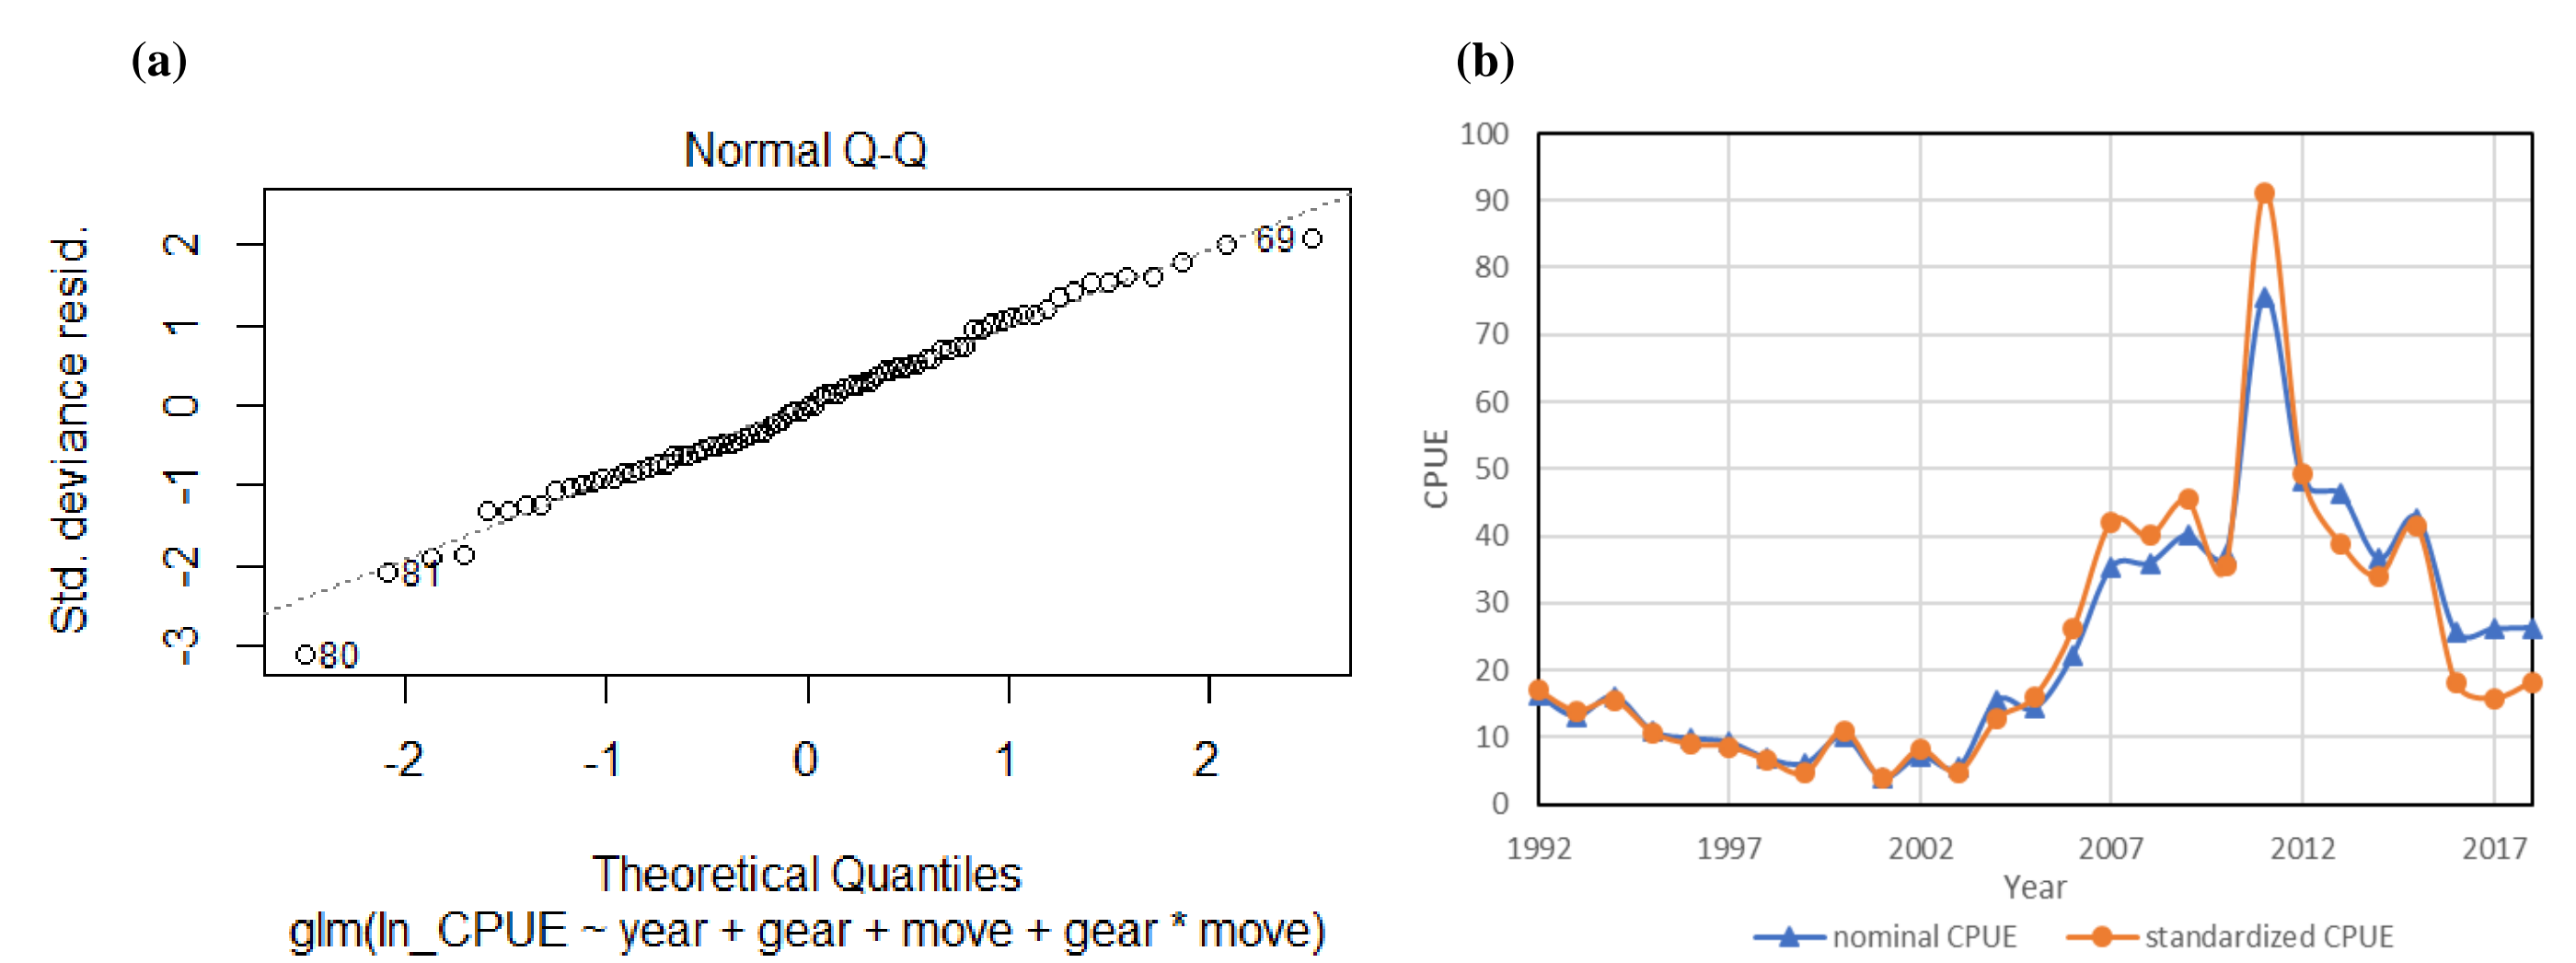 (a)
Normal Q-Q
Std. deviance resid.
2
1
0
-1
-2
-3
69
81
80
-2 -1 0 1 2
Theoretical Quantiles
glm(ln_CPUE ~ year + gear + move + gear * move)
(b)
100
90
80
70
60
50
40
30
20
10
0
CPUE
1992 1997 2002 2007 2012 2017
Year
nominal CPUE standardized CPUE